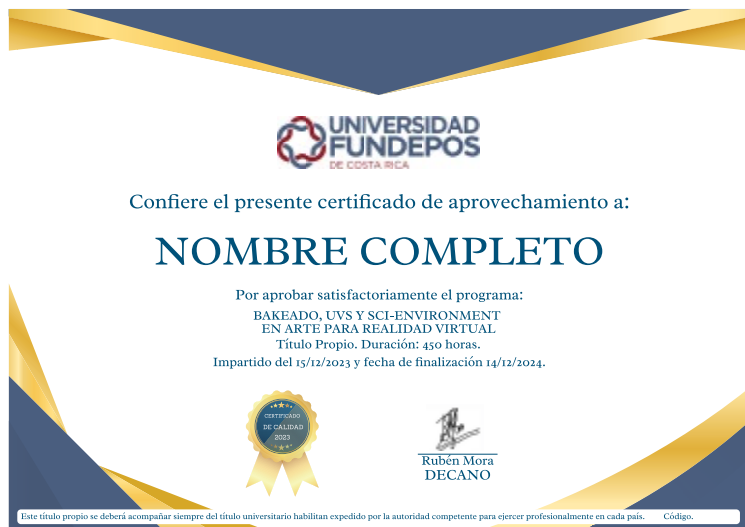 UNIVERSIDAD
FUNDEPOS
DE COSTA RICA
Confiere el presente certificado de aprovechamiento a:
NOMBRE COMPLETO
Por aprobar satisfactoriamente el programa:
BAKEADO, UVS Y SCI-ENVIRONMENT
EN ARTE PARA REALIDAD VIRTUAL
Título Propio. Duración: 450 horas.
Impartido del 15/12/2023 y fecha de finalización 14/12/2024.
CERTIFICADO
DE CALIDAD
2023
Rubén Mora
DECANO
Este título propio se deberá acompañar siempre del título universitario habilitan expedido por la autoridad competente para ejercer profesionalmente en cada país. Código.